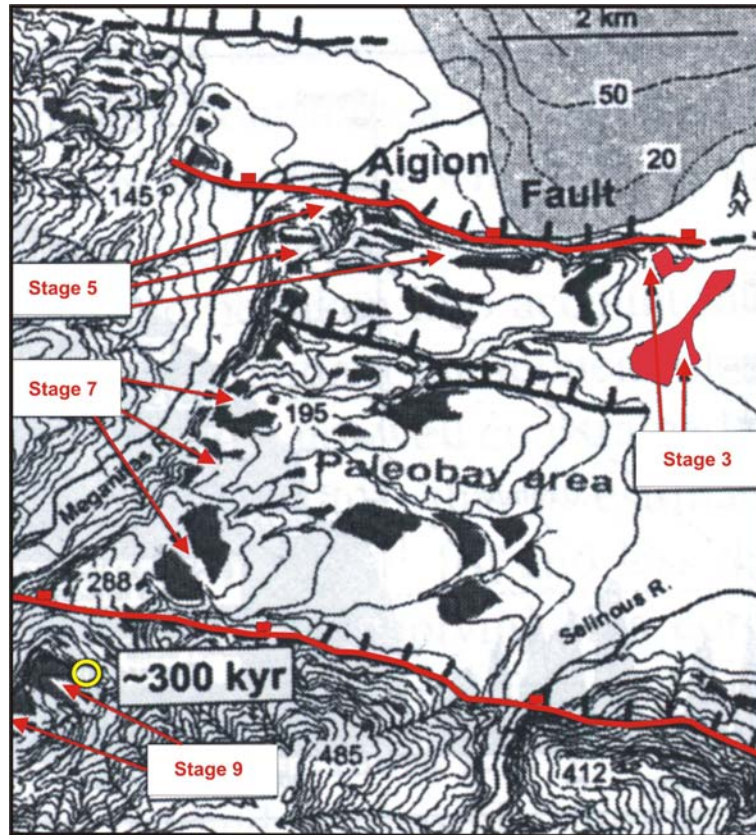 2 km
50
20
Aigion
Fault
145
Stage 5
Stage 7
195
Stage 3
Paleobay area
288
Selinous R.
~300 kyr
Stage 9
485
412